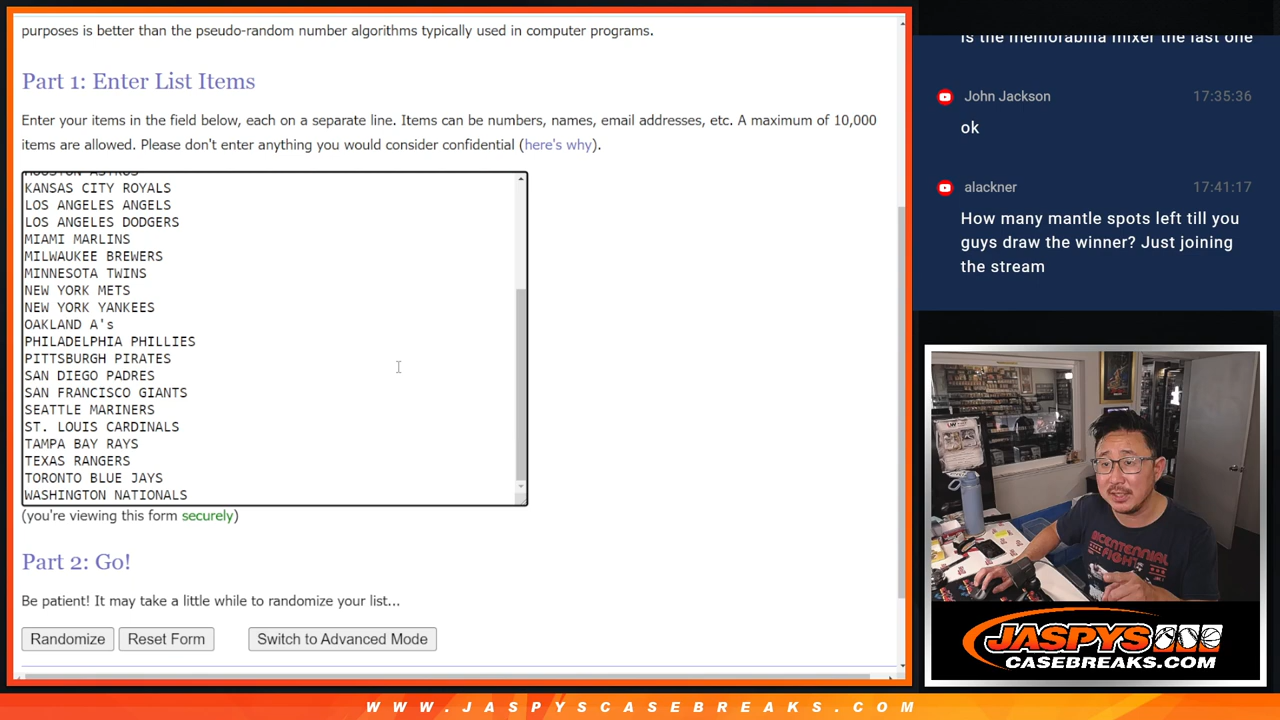 purposes is better than the pseudo-random number algorithms typically used in computer programs.
Part 1: Enter List Items
Enter your items in the field below, each on a separate line. Items can be numbers, names, email addresses, etc. A maximum of 10,000
items are allowed. Please don't enter anything you would consider confidential (here's why).
HOUSTON ASTROS
KANSAS CITY ROYALS
LOS ANGELES ANGELS
LOS ANGELES DODGERS
MIAMI MARLINS
MILWAUKEE BREWERS
MINNESOTA TWINS
NEW YORK METS
NEW YORK YANKEES
OAKLAND A's
PHILADELPHIA PHILLIES
PITTSBURGH PIRATES
SAN DIEGO PADRES
SAN FRANCISCO GIANTS
SEATTLE MARINERS
ST. LOUIS CARDINALS
TAMPA BAY RAYS
TEXAS RANGERS
TORONTO BLUE JAYS
WASHINGTON NATIONALS
(you're viewing this form securely)
Part 2: Go!
Be patient! It may take a little while to randomize your list...
Randomize Reset Form Switch to Advanced Mode
is the memorabilia mixer the last one
John Jackson 17:35:36
ok
alackner 17:41:17
How many mantle spots left till you
guys draw the winner? Just joining
the stream
BICENTENNIAL
FIGHT
JASPYS
CASEBREAKS.COM
WWW.JASPYSCASEBREAKS.COM